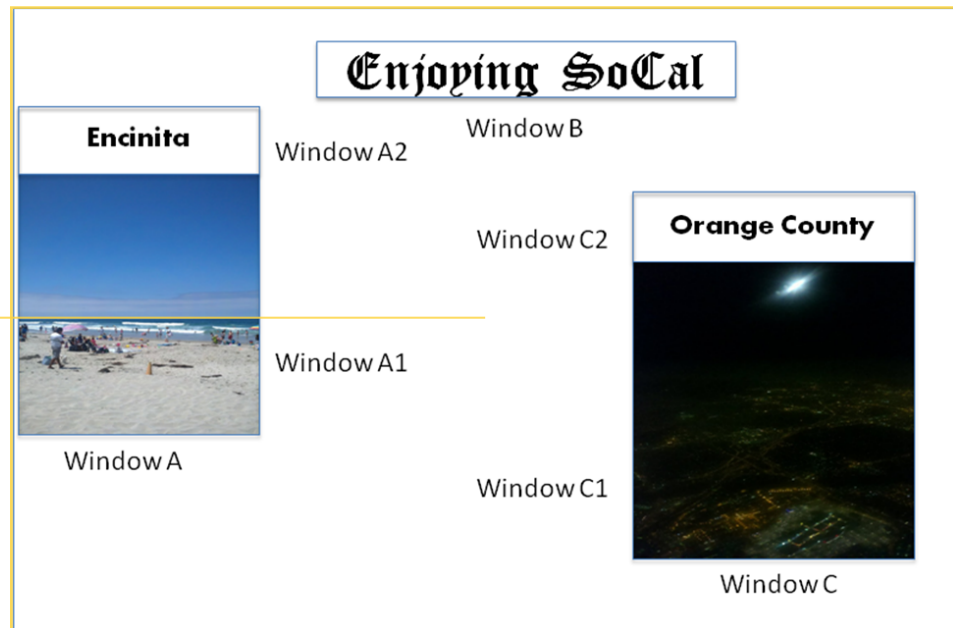 Enjoying SoCal
Window B
Encinita
Window A2
Orange County
Window C2
Window A1
Window A
Window C1
Window C